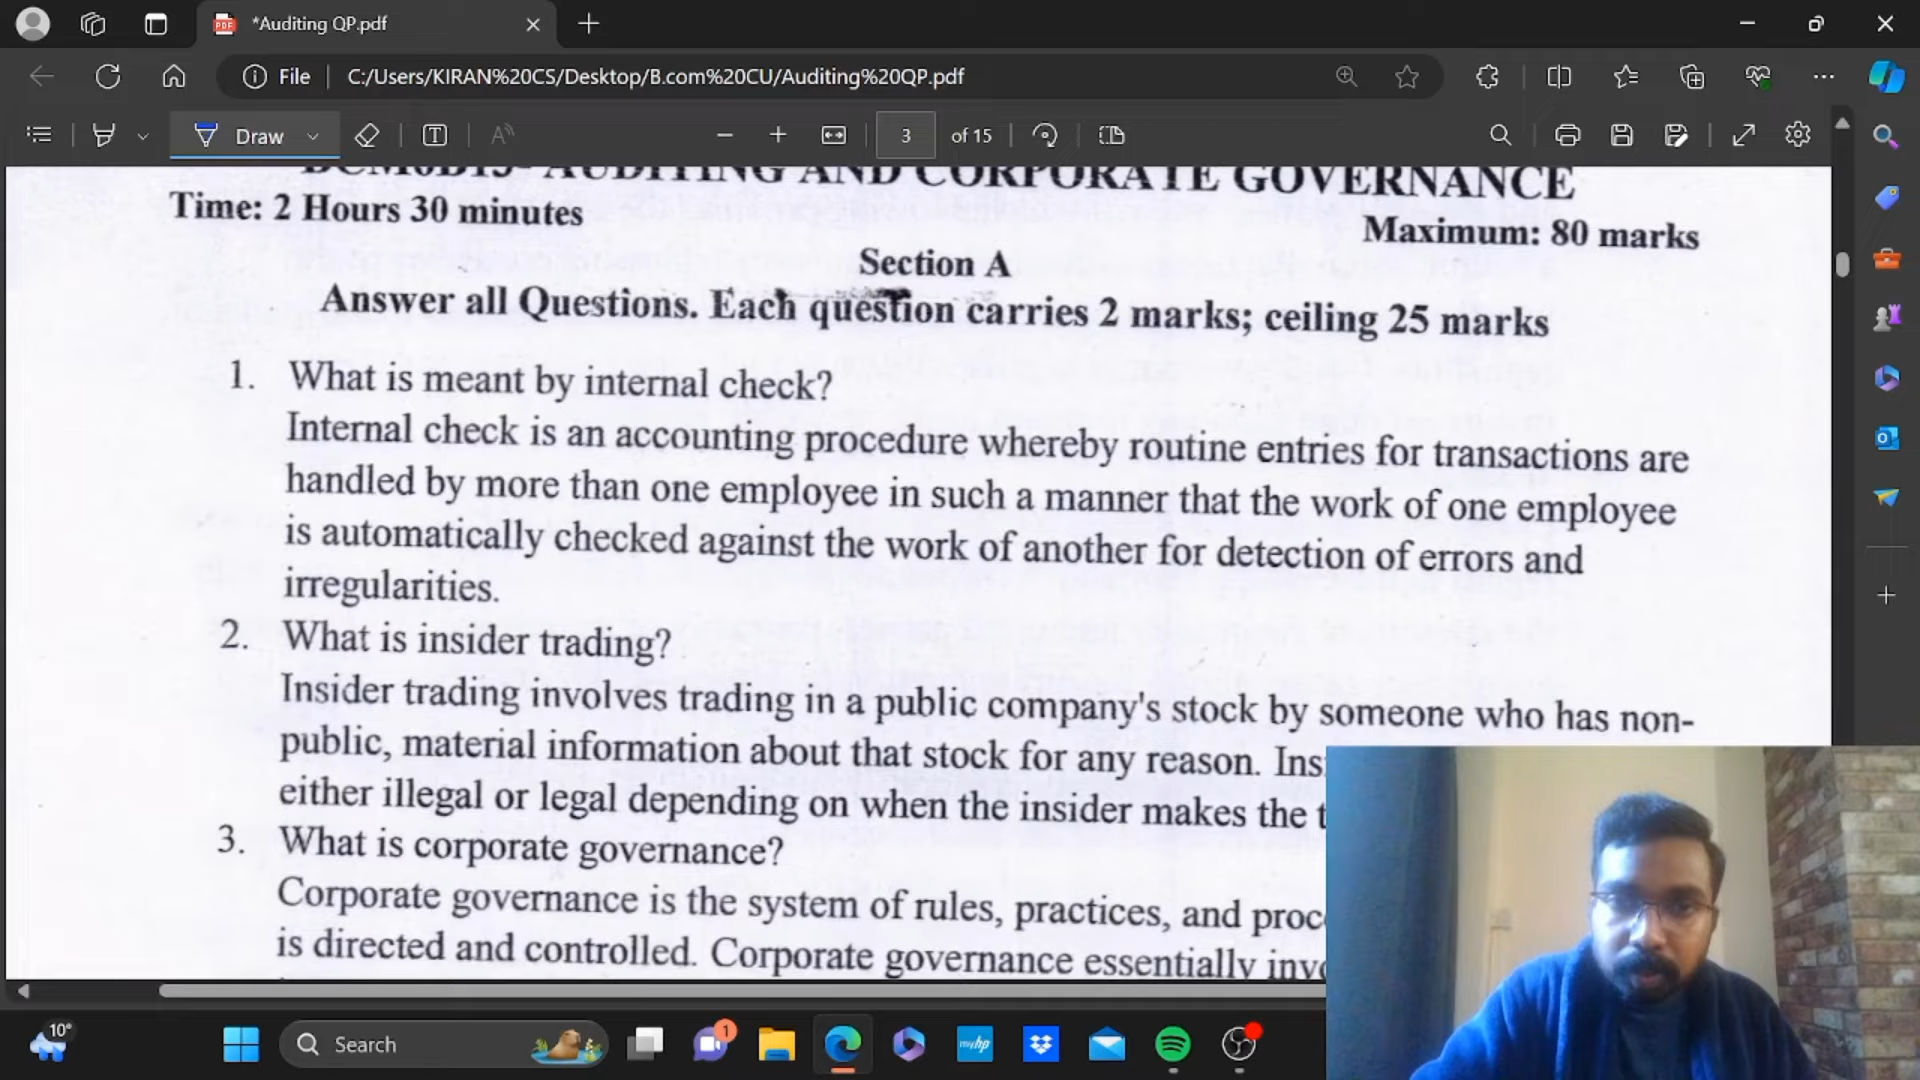 *Auditing QP.pdf
File
C:/Users/KIRAN%20CS/Desktop/B.com%20CU/Auditing%20QP.pdf
Draw
3 of 15
BCM6B15 AUDITING AND CORPORATE GOVERNANCE
Time: 2 Hours 30 minutes
Maximum: 80 marks
Section A
Answer all Questions. Each question carries 2 marks; ceiling 25 marks
1. What is meant by internal check?
Internal check is an accounting procedure whereby routine entries for transactions are
handled by more than one employee in such a manner that the work of one employee
is automatically checked against the work of another for detection of errors and
irregularities.
2. What is insider trading?
Insider trading involves trading in a public company's stock by someone who has non-
public, material information about that stock for any reason. Ins
either illegal or legal depending on when the insider makes the t
3. What is corporate governance?
Corporate governance is the system of rules, practices, and proc
is directed and controlled. Corporate governance essentially inv
10°
Search
1
myhp